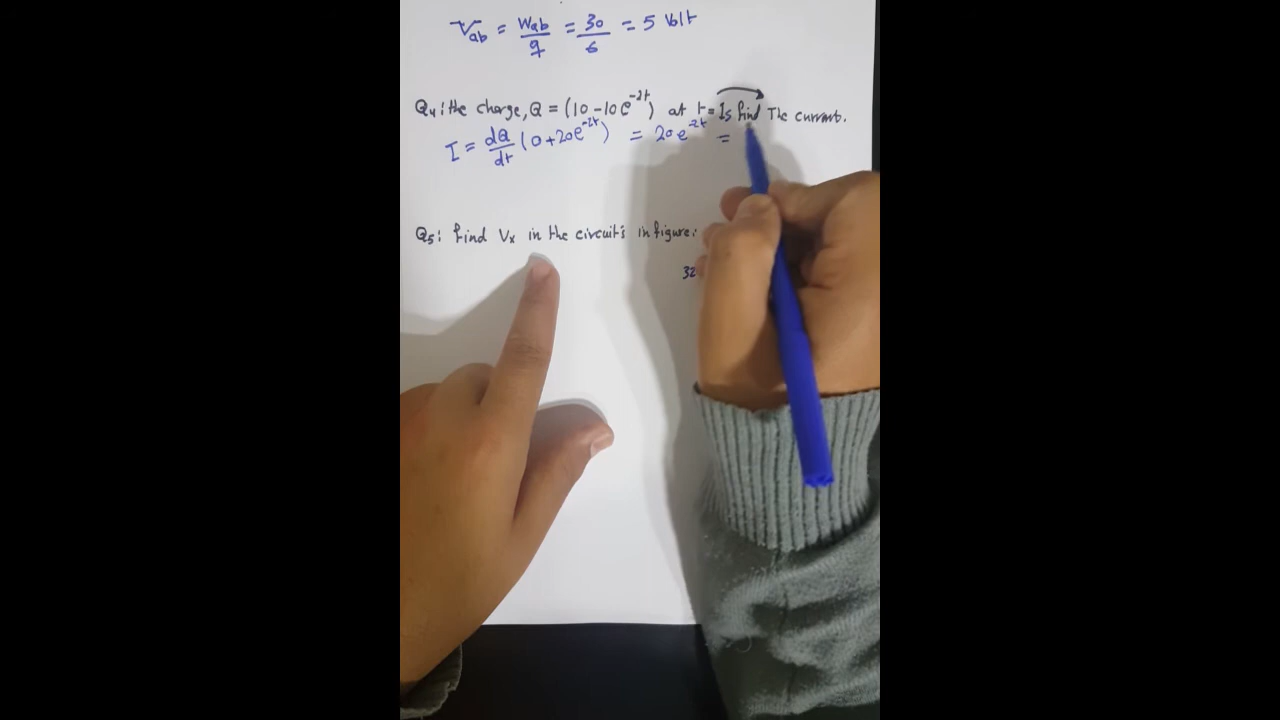 Vab = Wab/q = 30/6 = 5 Volt
Q4: the charge, Q = (10-10e^-2t) at t = 1s find The current.
I = dQ/dt (0+20e^-2t) = 20e^-2t =
Q5: find Vx in the circuit's in figure:
32